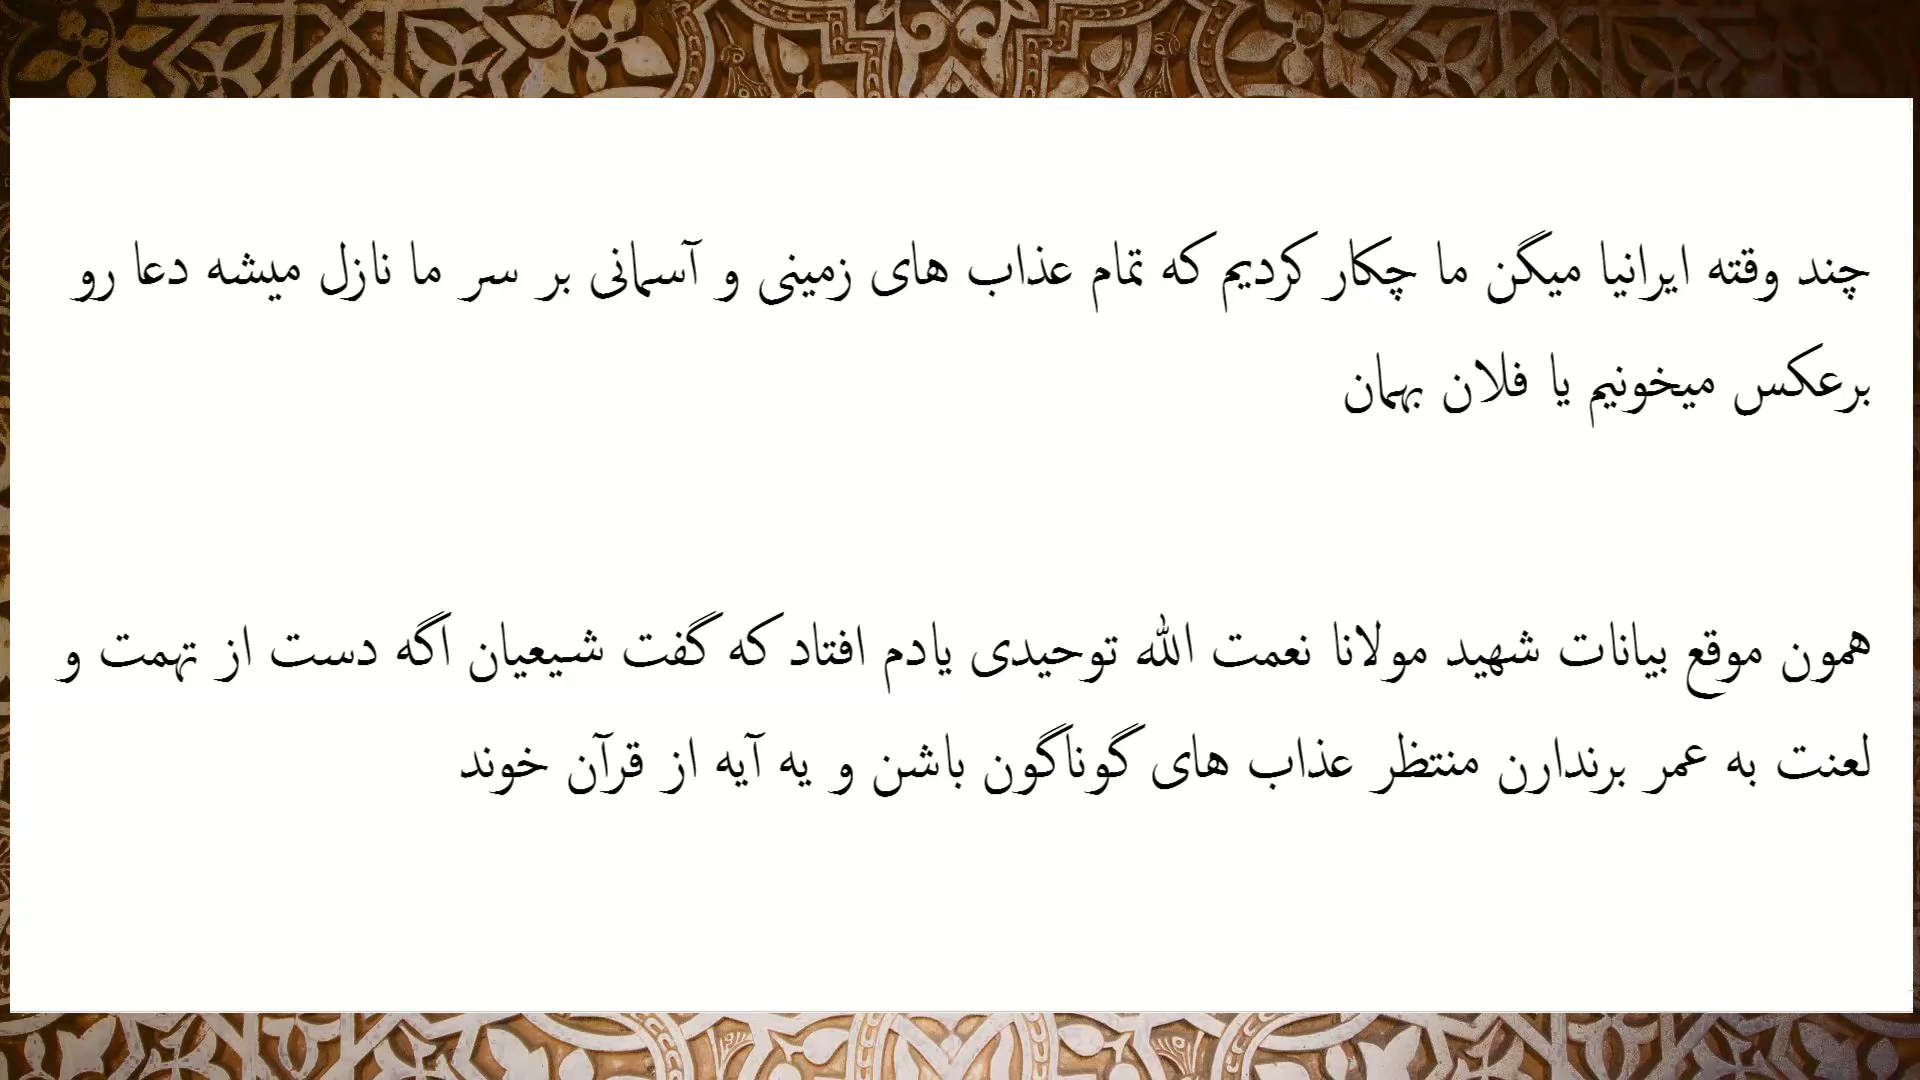 چند وقته ایرانیا میگن ما چکار کردیم که تمام عذاب های زمینی و آسمانی بر سر ما نازل میشه دعا رو
برعکس میخونیم یا فلان بهمان
همون موقع بیانات شهید مولانا نعمت الله توحیدی یادم افتاد که گفت شیعیان اگه دست از تهمت و
لعنت به عمر برندارن منتظر عذاب های گوناگون باشن و یه آیه از قرآن خوند